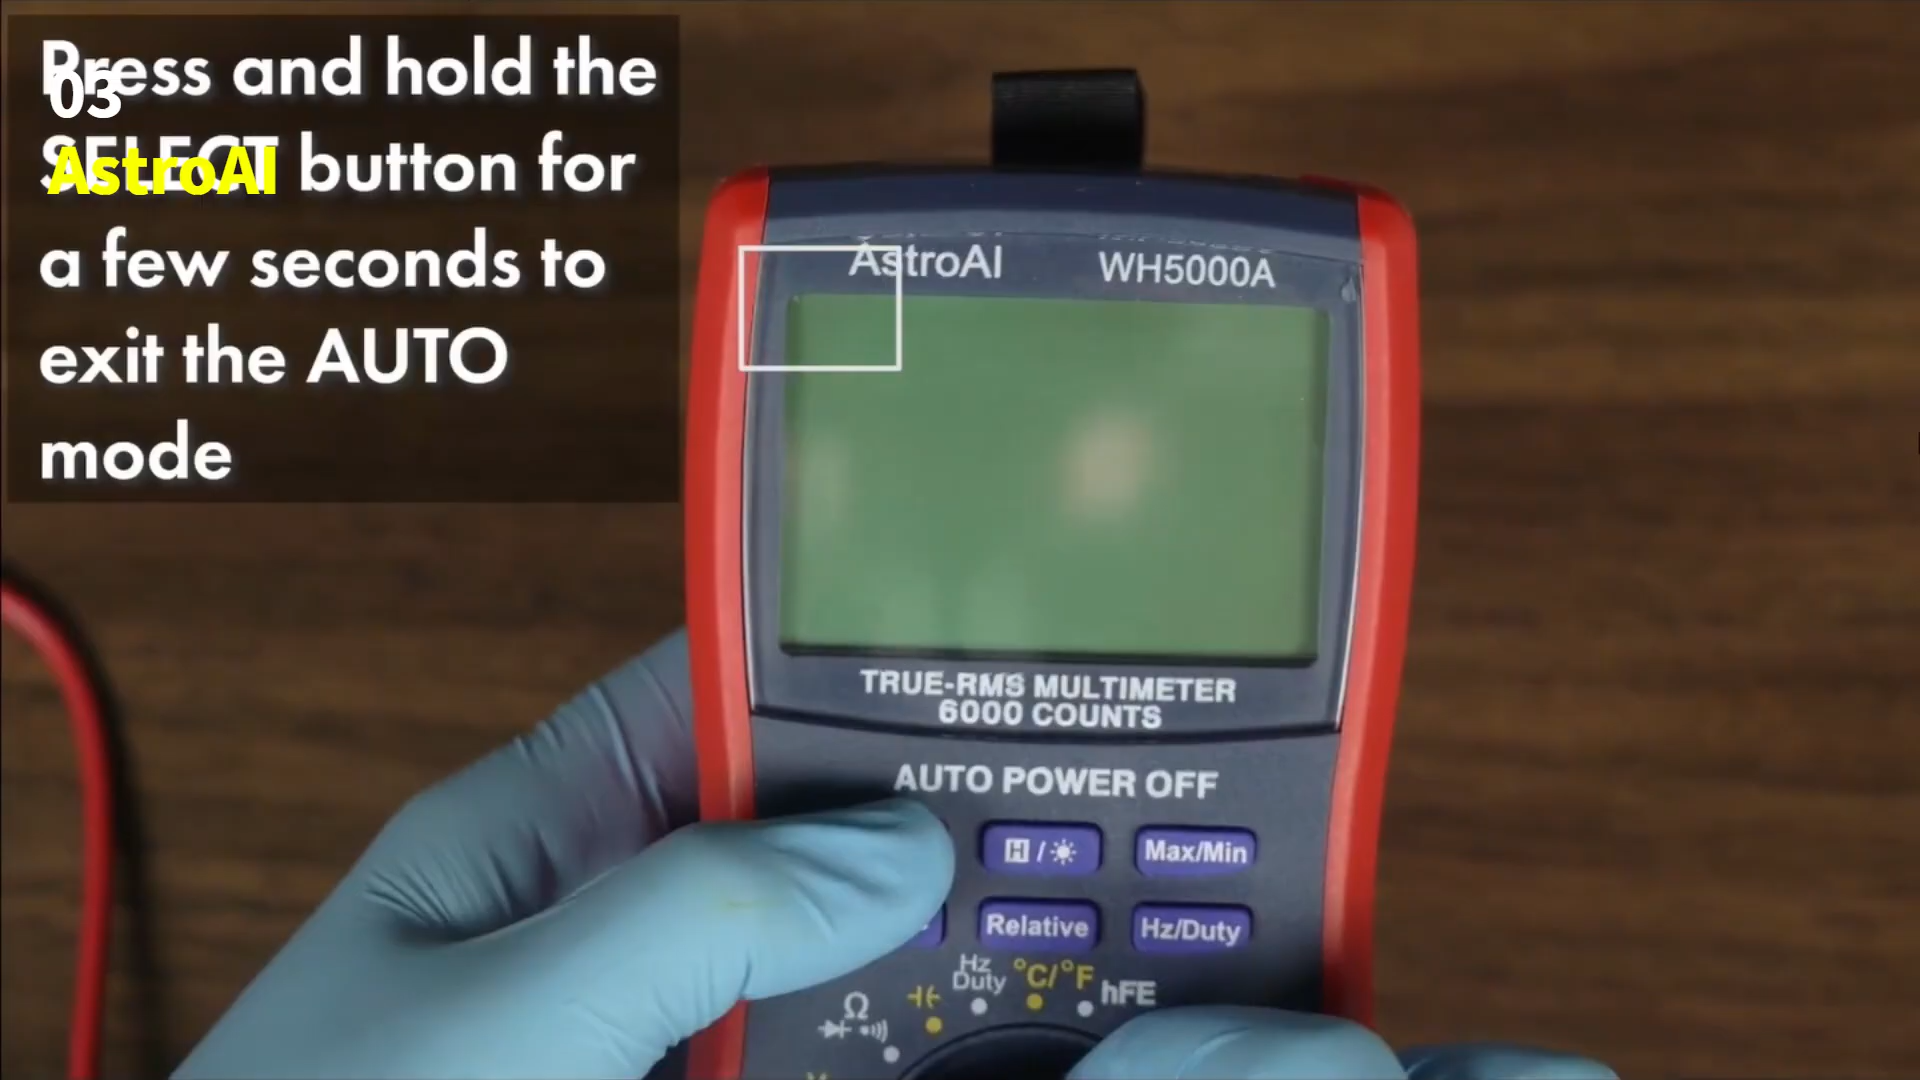 Press and hold the
SELECT button for
a few seconds to
exit the AUTO
mode
03
AstroAI
AstroAI WH5000A
TRUE-RMS MULTIMETER
6000 COUNTS
AUTO POWER OFF
H / Max/Min
Relative Hz/Duty
Hz
Duty °C/°F hFE
Ω